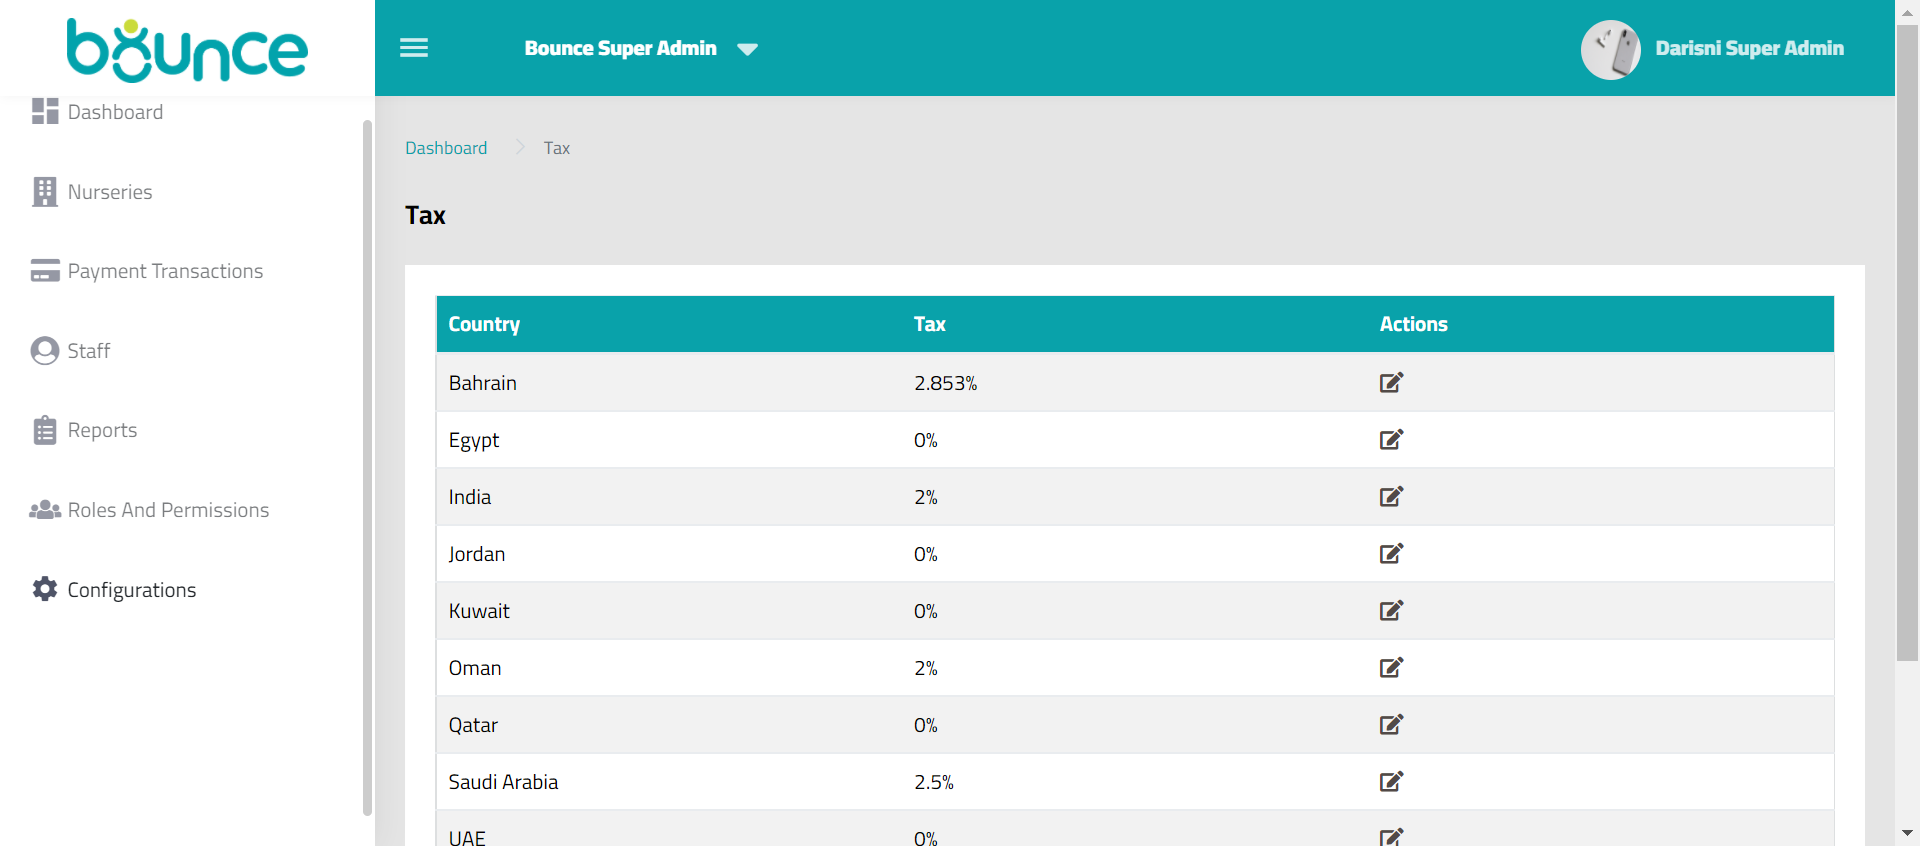 bounce
Bounce Super Admin
Darisni Super Admin
Dashboard
Nurseries
Payment Transactions
Staff
Reports
Roles And Permissions
Configurations
Dashboard Tax
Tax
Country Tax Actions
Bahrain 2.853%
Egypt 0%
India 2%
Jordan 0%
Kuwait 0%
Oman 2%
Qatar 0%
Saudi Arabia 2.5%
UAE 0%